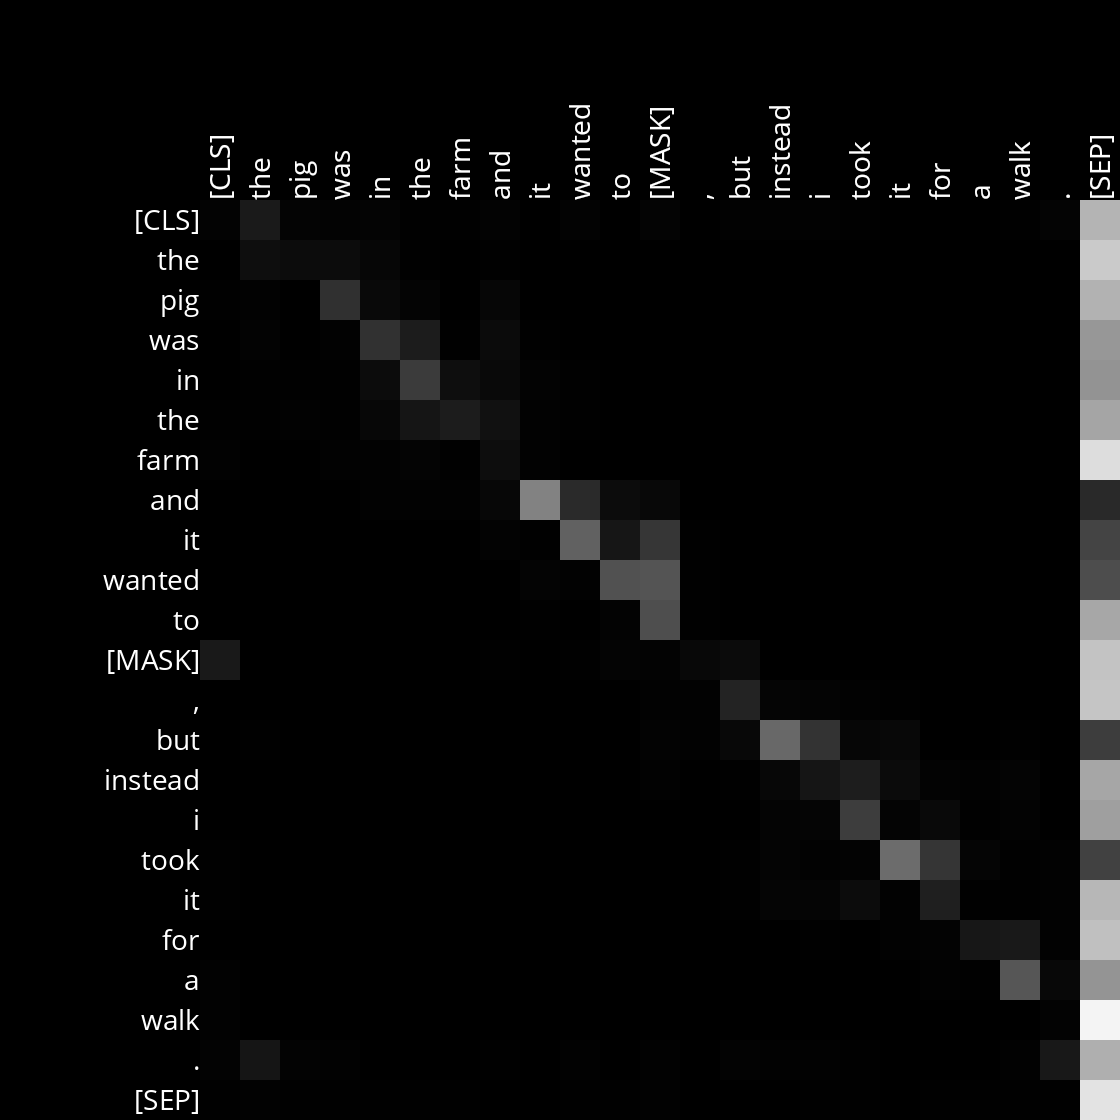 [CLS] the pig was in the farm and it wanted to [MASK] , but instead i took it for a walk . [SEP]
[CLS]
the
pig
was
in
the
farm
and
it
wanted
to
[MASK]
,
but
instead
i
took
it
for
a
walk
.
[SEP]